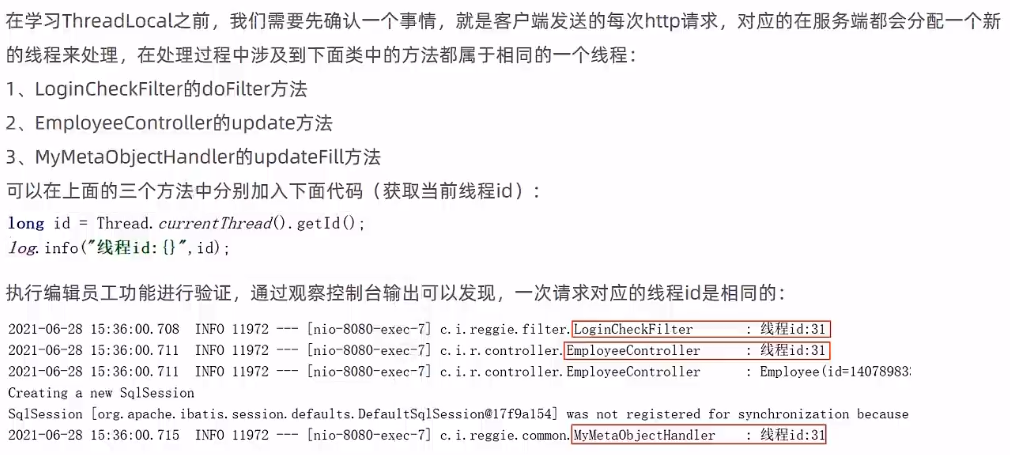 在学习ThreadLocal之前，我们需要先确认一个事情，就是客户端发送的每次http请求，对应的在服务端都会分配一个新
的线程来处理，在处理过程中涉及到下面类中的方法都属于相同的一个线程：
1、LoginCheckFilter的doFilter方法
2、EmployeeController的update方法
3、MyMetaObjectHandler的updateFill方法
可以在上面的三个方法中分别加入下面代码（获取当前线程id）：
long id = Thread.currentThread().getId();
log.info("线程id:{}",id);
执行编辑员工功能进行验证，通过观察控制台输出可以发现，一次请求对应的线程id是相同的：
2021-06-28 15:36:00.708  INFO 11972 --- [nio-8080-exec-7] c.i.reggie.filter.LoginCheckFilter       : 线程id:31
2021-06-28 15:36:00.711  INFO 11972 --- [nio-8080-exec-7] c.i.r.controller.EmployeeController      : 线程id:31
2021-06-28 15:36:00.711  INFO 11972 --- [nio-8080-exec-7] c.i.r.controller.EmployeeController      : Employee(id=14078983
Creating a new SqlSession
SqlSession [org.apache.ibatis.session.defaults.DefaultSqlSession@17f9a154] was not registered for synchronization because
2021-06-28 15:36:00.715  INFO 11972 --- [nio-8080-exec-7] c.i.reggie.common.MyMetaObjectHandler    : 线程id:31